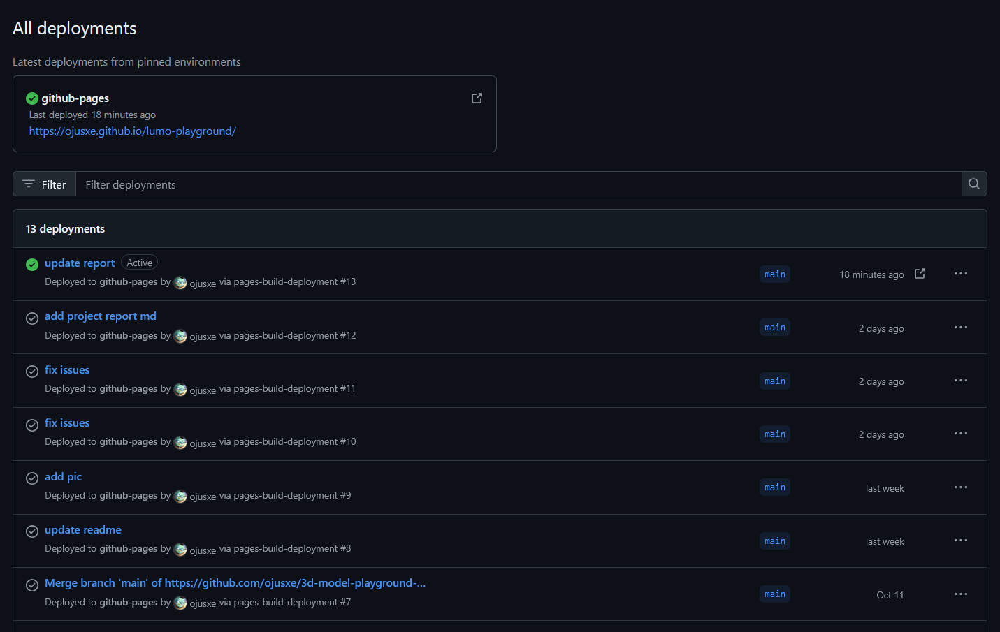 All deployments
Latest deployments from pinned environments
github-pages
Last deployed 18 minutes ago
https://ojusxe.github.io/lumo-playground/
Filter
Filter deployments
13 deployments
update report Active
Deployed to github-pages by ojusxe via pages-build-deployment #13
main
18 minutes ago
add project report md
Deployed to github-pages by ojusxe via pages-build-deployment #12
main
2 days ago
fix issues
Deployed to github-pages by ojusxe via pages-build-deployment #11
main
2 days ago
fix issues
Deployed to github-pages by ojusxe via pages-build-deployment #10
main
2 days ago
add pic
Deployed to github-pages by ojusxe via pages-build-deployment #9
main
last week
update readme
Deployed to github-pages by ojusxe via pages-build-deployment #8
main
last week
Merge branch 'main' of https://github.com/ojusxe/3d-model-playground-...
Deployed to github-pages by ojusxe via pages-build-deployment #7
main
Oct 11